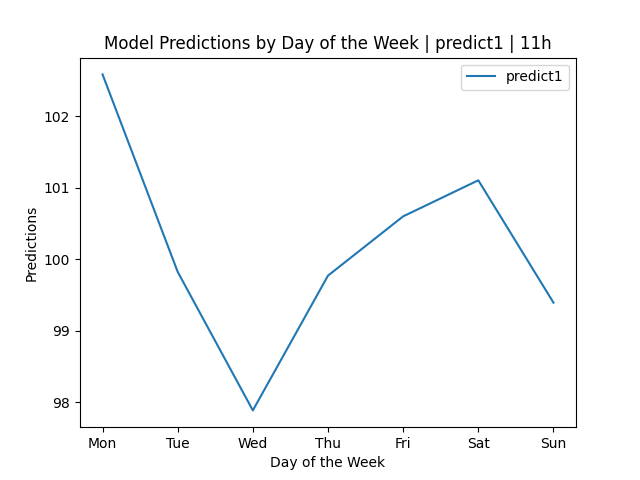 Model Predictions by Day of the Week | predict1 | 11h
predict1
102
101
100
99
98
Predictions
Mon Tue Wed Thu Fri Sat Sun
Day of the Week